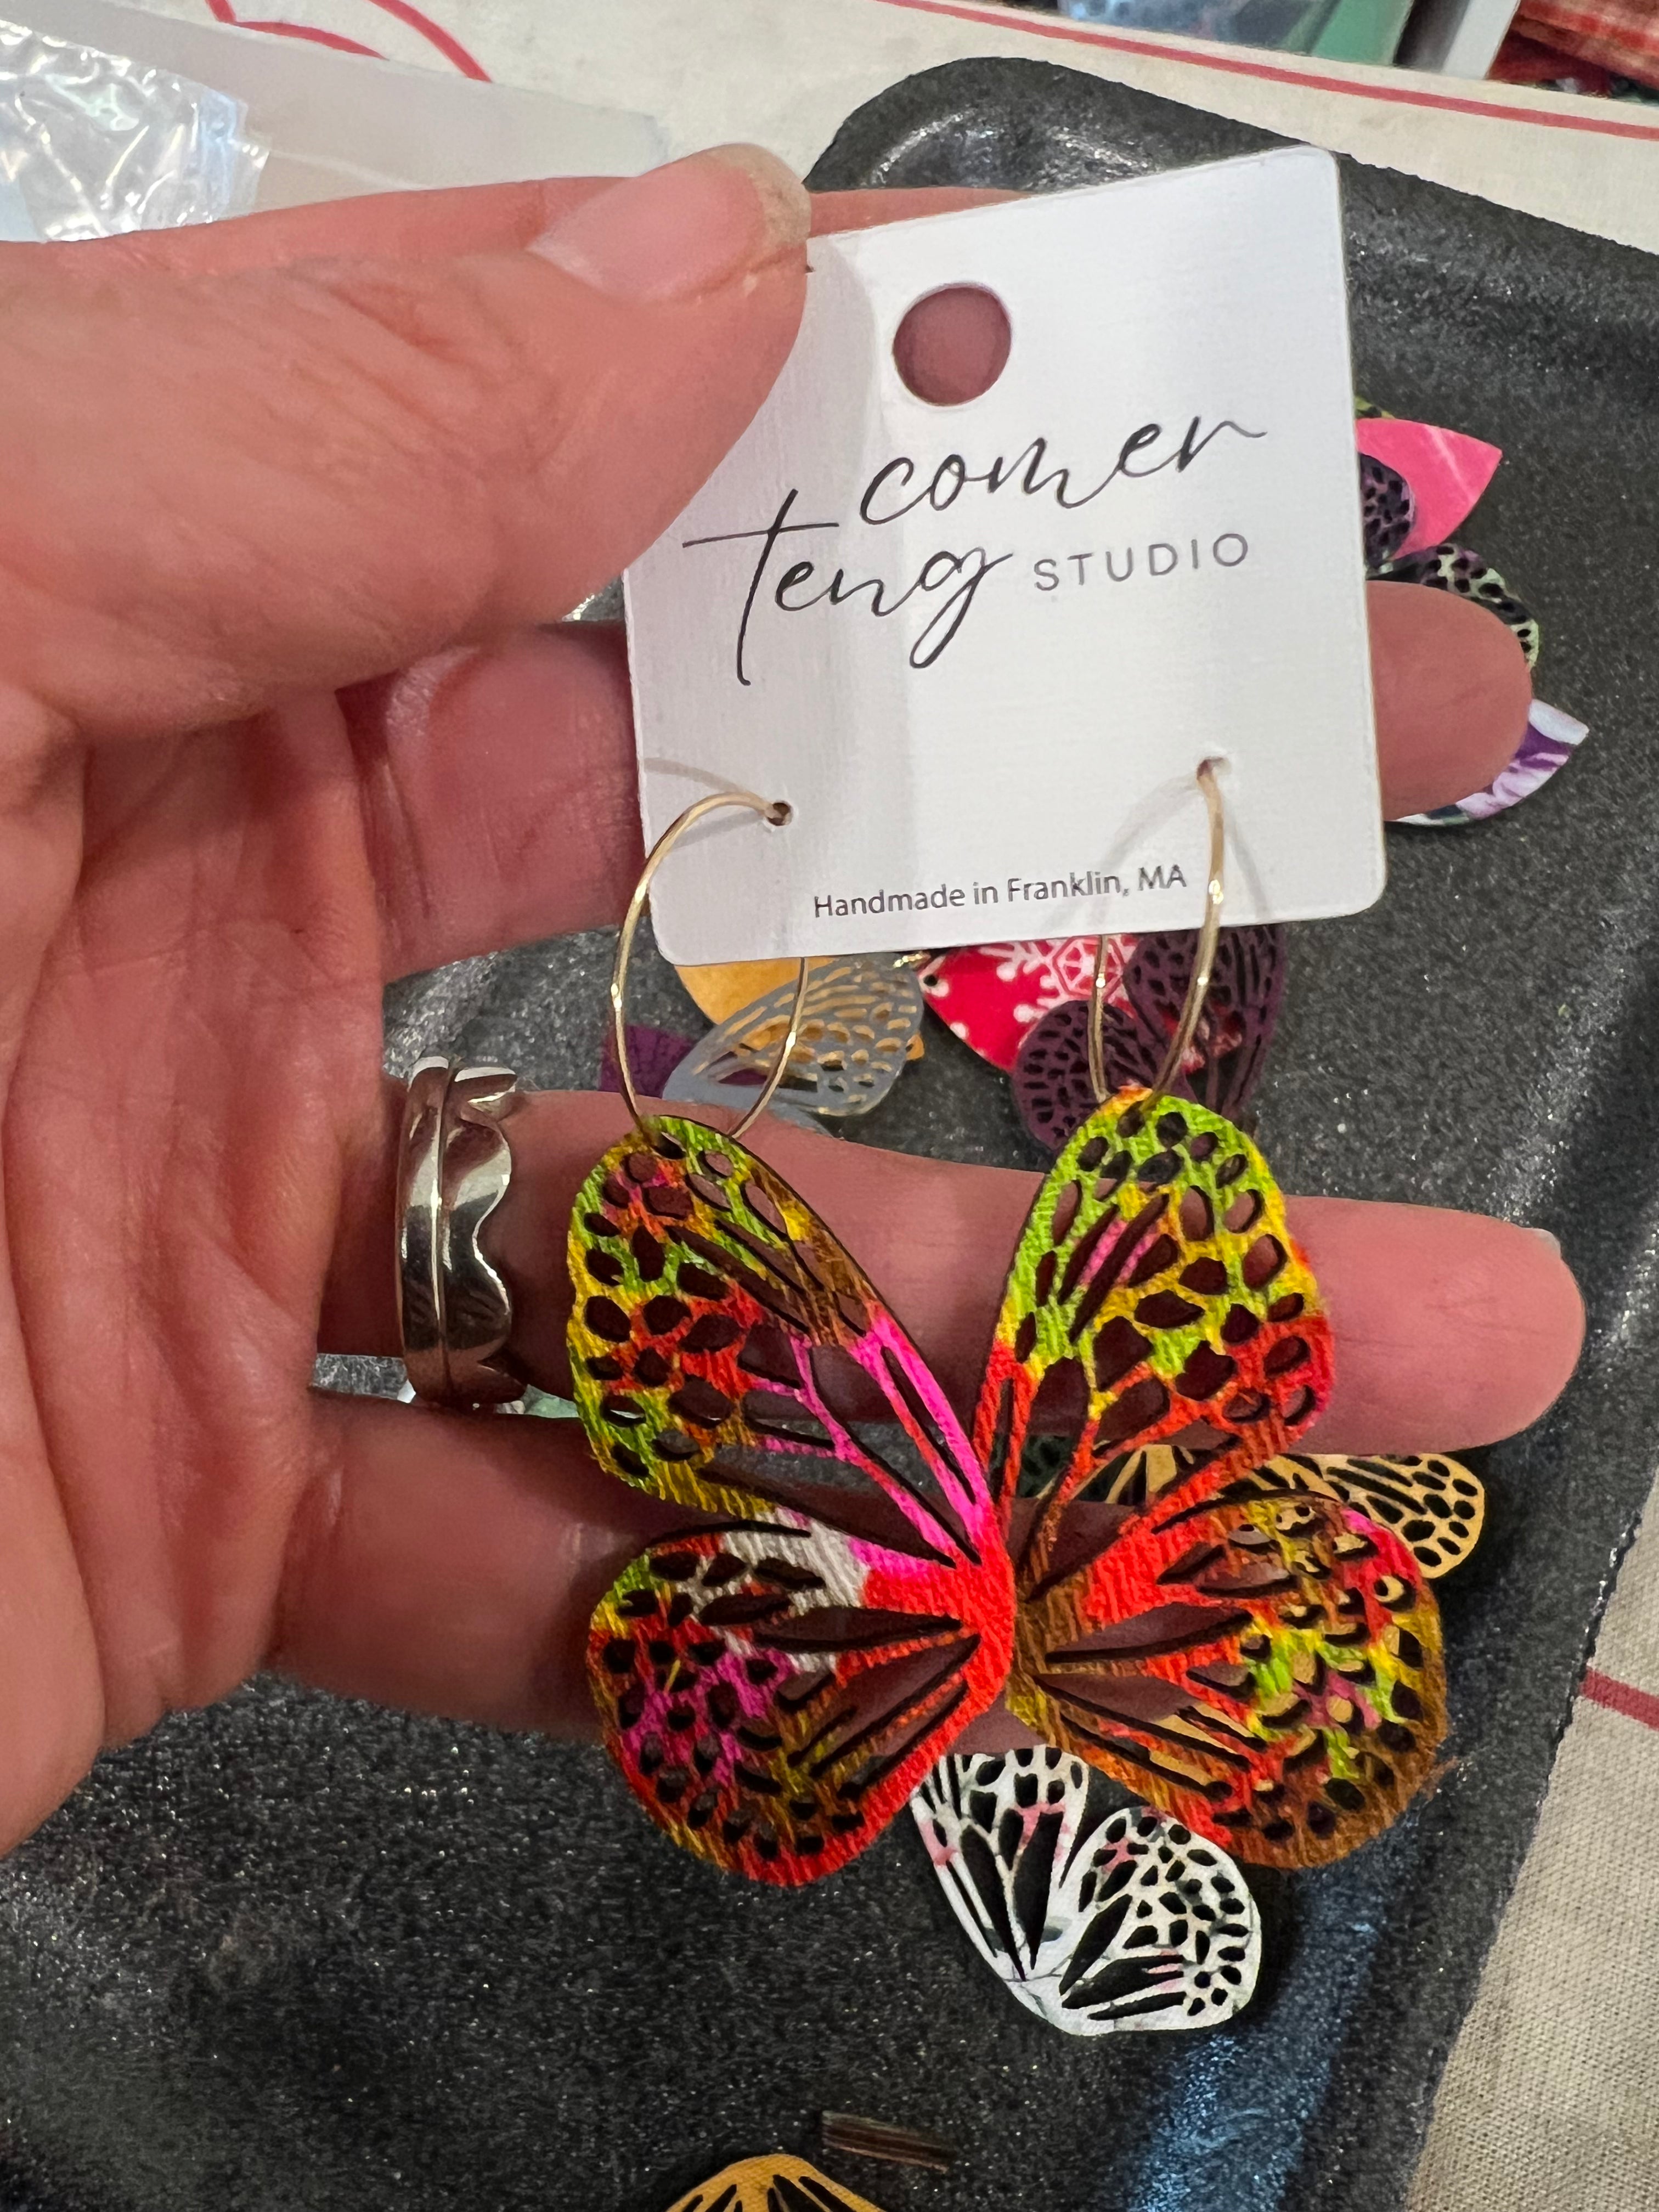 comer
teng STUDIO
Handmade in Franklin, MA